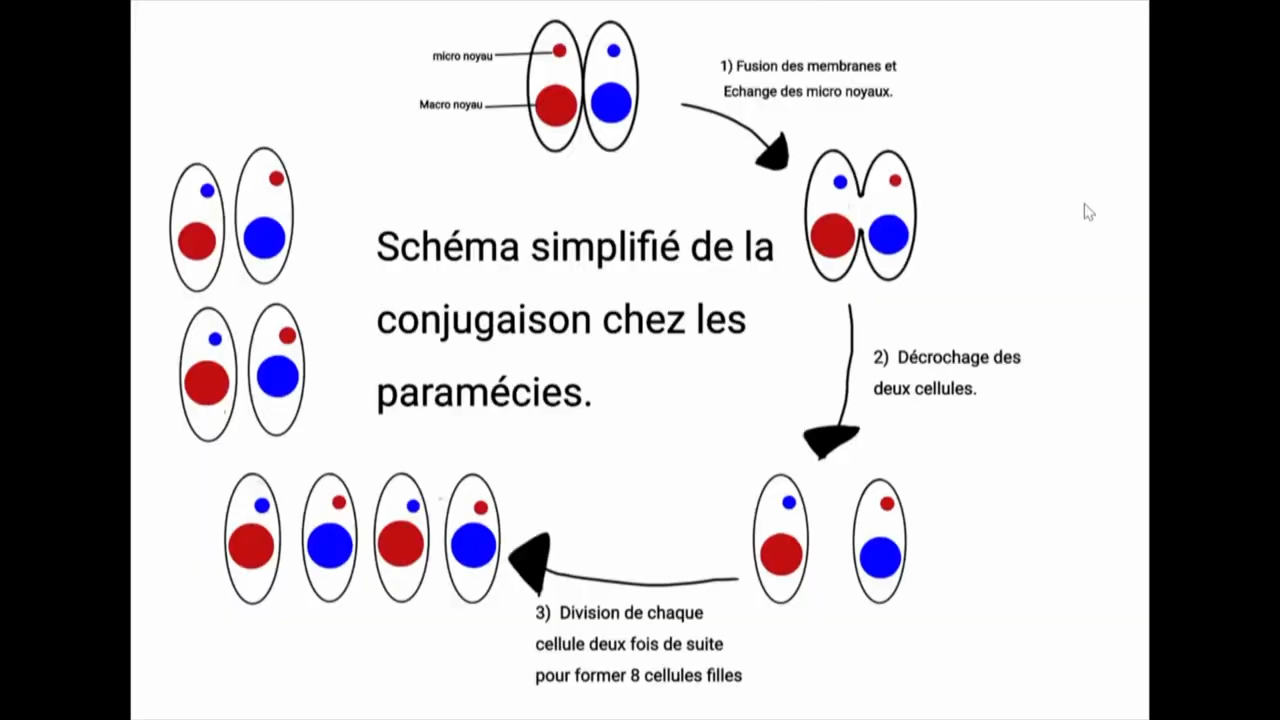 micro noyau
Macro noyau
1) Fusion des membranes et
Echange des micro noyaux.
Schéma simplifié de la
conjugaison chez les
paramécies.
2) Décrochage des
deux cellules.
3) Division de chaque
cellule deux fois de suite
pour former 8 cellules filles